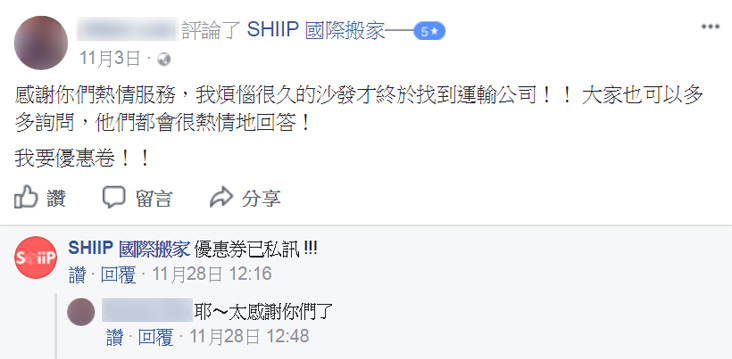 評論了 SHIIP 國際搬家 — 5★
11月3日 ·
感謝你們熱情服務，我煩惱很久的沙發才終於找到運輸公司！！ 大家也可以多
多詢問，他們都會很熱情地回答！
我要優惠卷！！
讚 留言 分享
SHIIP 國際搬家 優惠券已私訊 !!!
SHiiP
讚 · 回覆 · 11月28日 12:16
耶～太感謝你們了
讚 · 回覆 · 11月28日 12:48